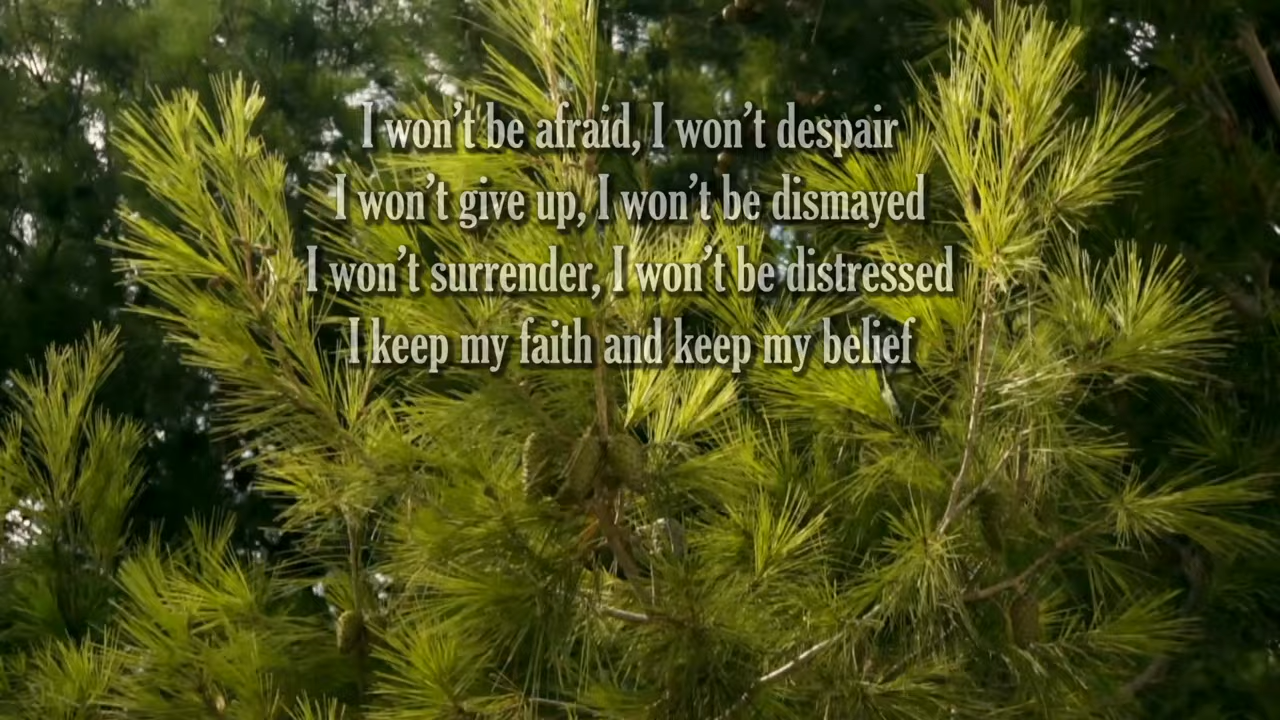 I won’t be afraid, I won’t despair
I won’t give up, I won’t be dismayed
I won’t surrender, I won’t be distressed
I keep my faith and keep my belief